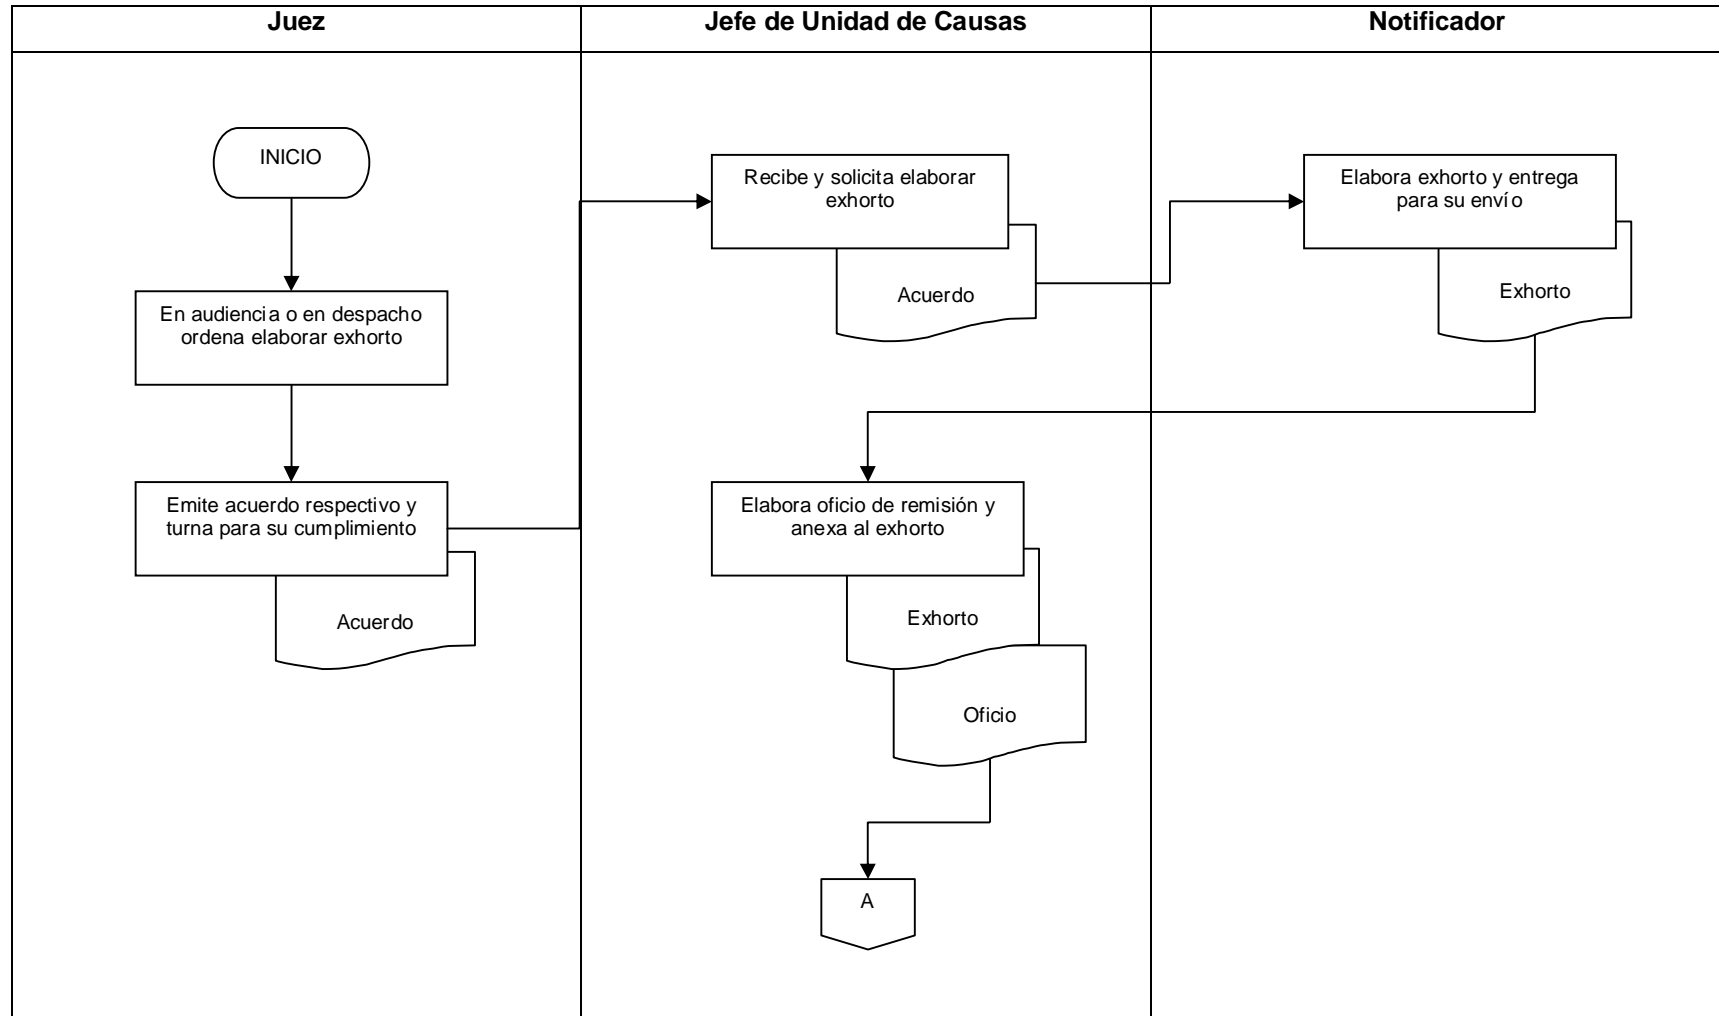 Juez
Jefe de Unidad de Causas
Notificador
INICIO
En audiencia o en despacho
ordena elaborar exhorto
Emite acuerdo respectivo y
turna para su cumplimiento
Acuerdo
Recibe y solicita elaborar
exhorto
Acuerdo
Elabora exhorto y entrega
para su envío
Exhorto
Elabora oficio de remisión y
anexa al exhorto
Exhorto
Oficio
A